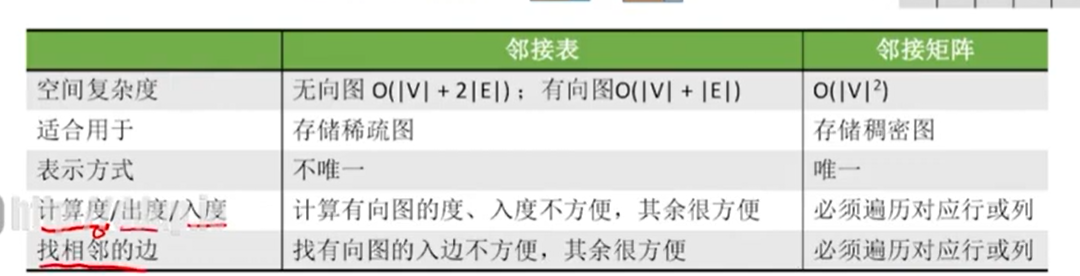 邻接表 邻接矩阵
空间复杂度 无向图 O(|V| + 2|E|)；有向图O(|V| + |E|) O(|V|²)
适合用于 存储稀疏图 存储稠密图
表示方式 不唯一 唯一
计算度/出度/入度 计算有向图的度、入度不方便，其余很方便 必须遍历对应行或列
找相邻的边 找有向图的入边不方便，其余很方便 必须遍历对应行或列